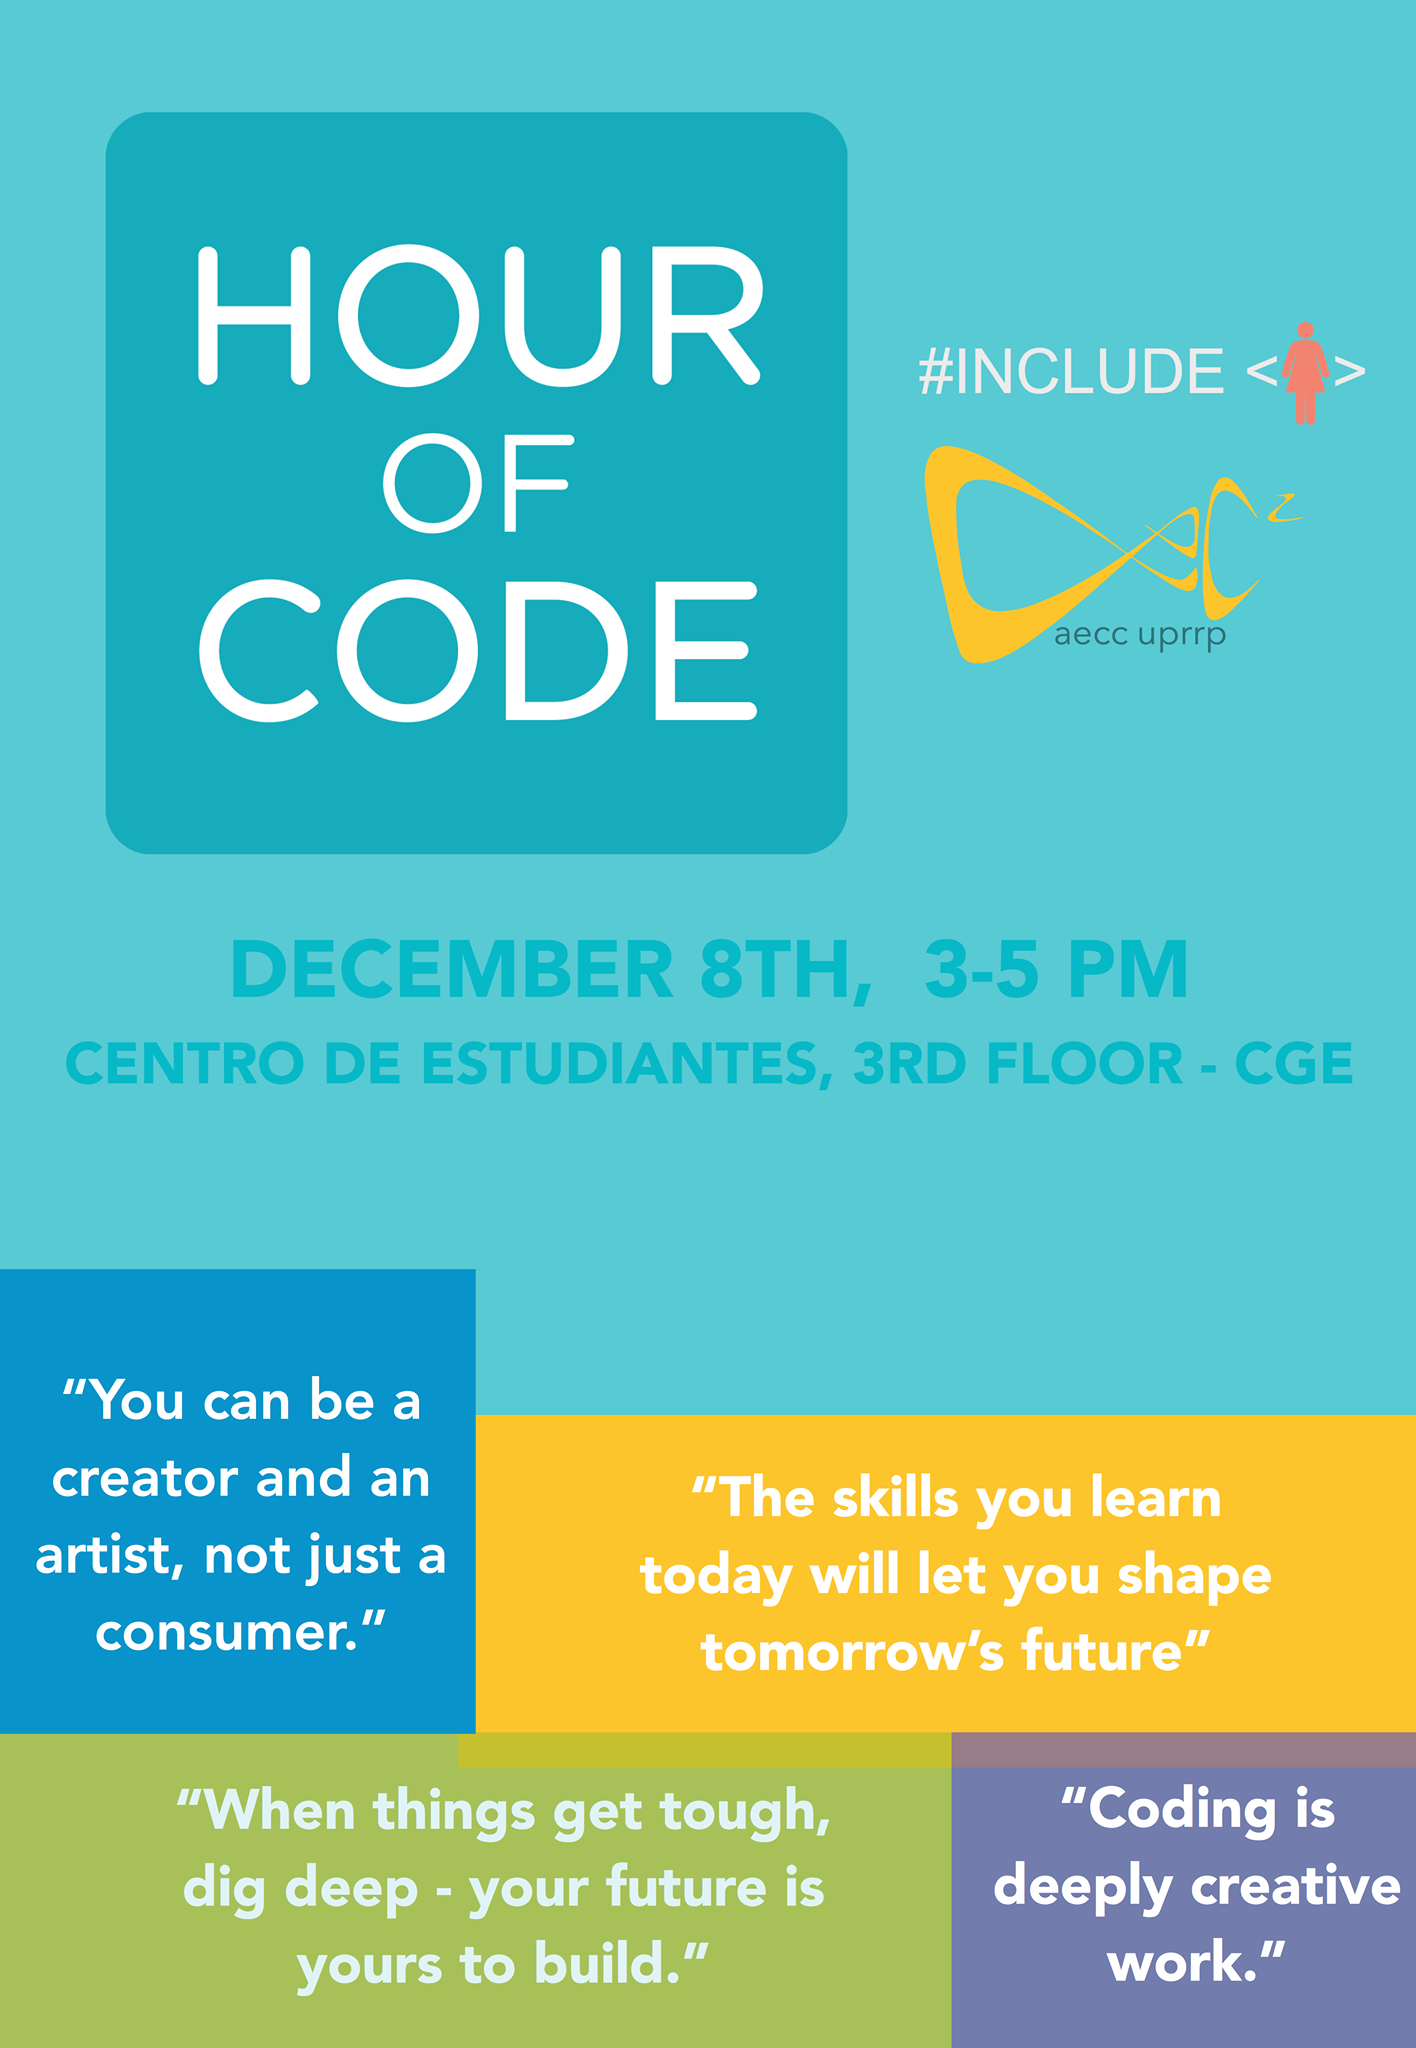 HOUR
OF
CODE
#INCLUDE < >
aecc uprrp
DECEMBER 8TH, 3-5 PM
CENTRO DE ESTUDIANTES, 3RD FLOOR - CGE
“You can be a
creator and an
artist, not just a
consumer.”
“The skills you learn
today will let you shape
tomorrow’s future”
“When things get tough,
dig deep - your future is
yours to build.”
“Coding is
deeply creative
work.”